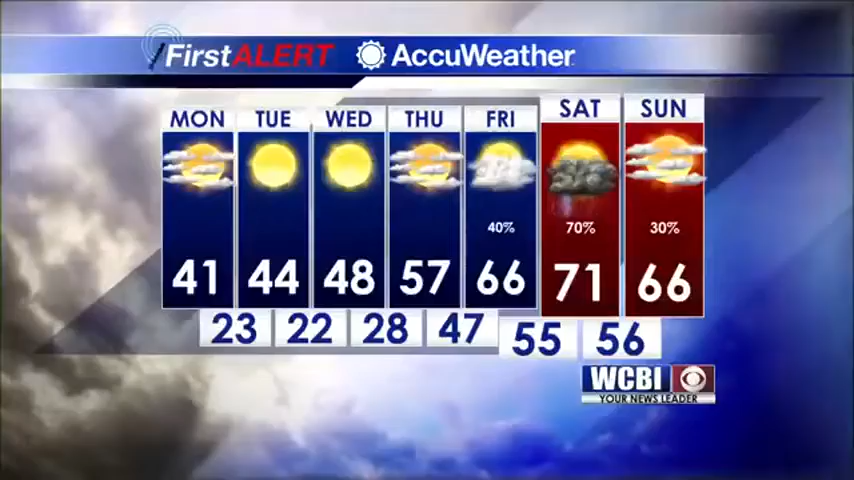 FirstALERT AccuWeather
MON TUE WED THU FRI SAT SUN
40% 70% 30%
41 44 48 57 66 71 66
23 22 28 47 55 56
WCBI
YOUR NEWS LEADER